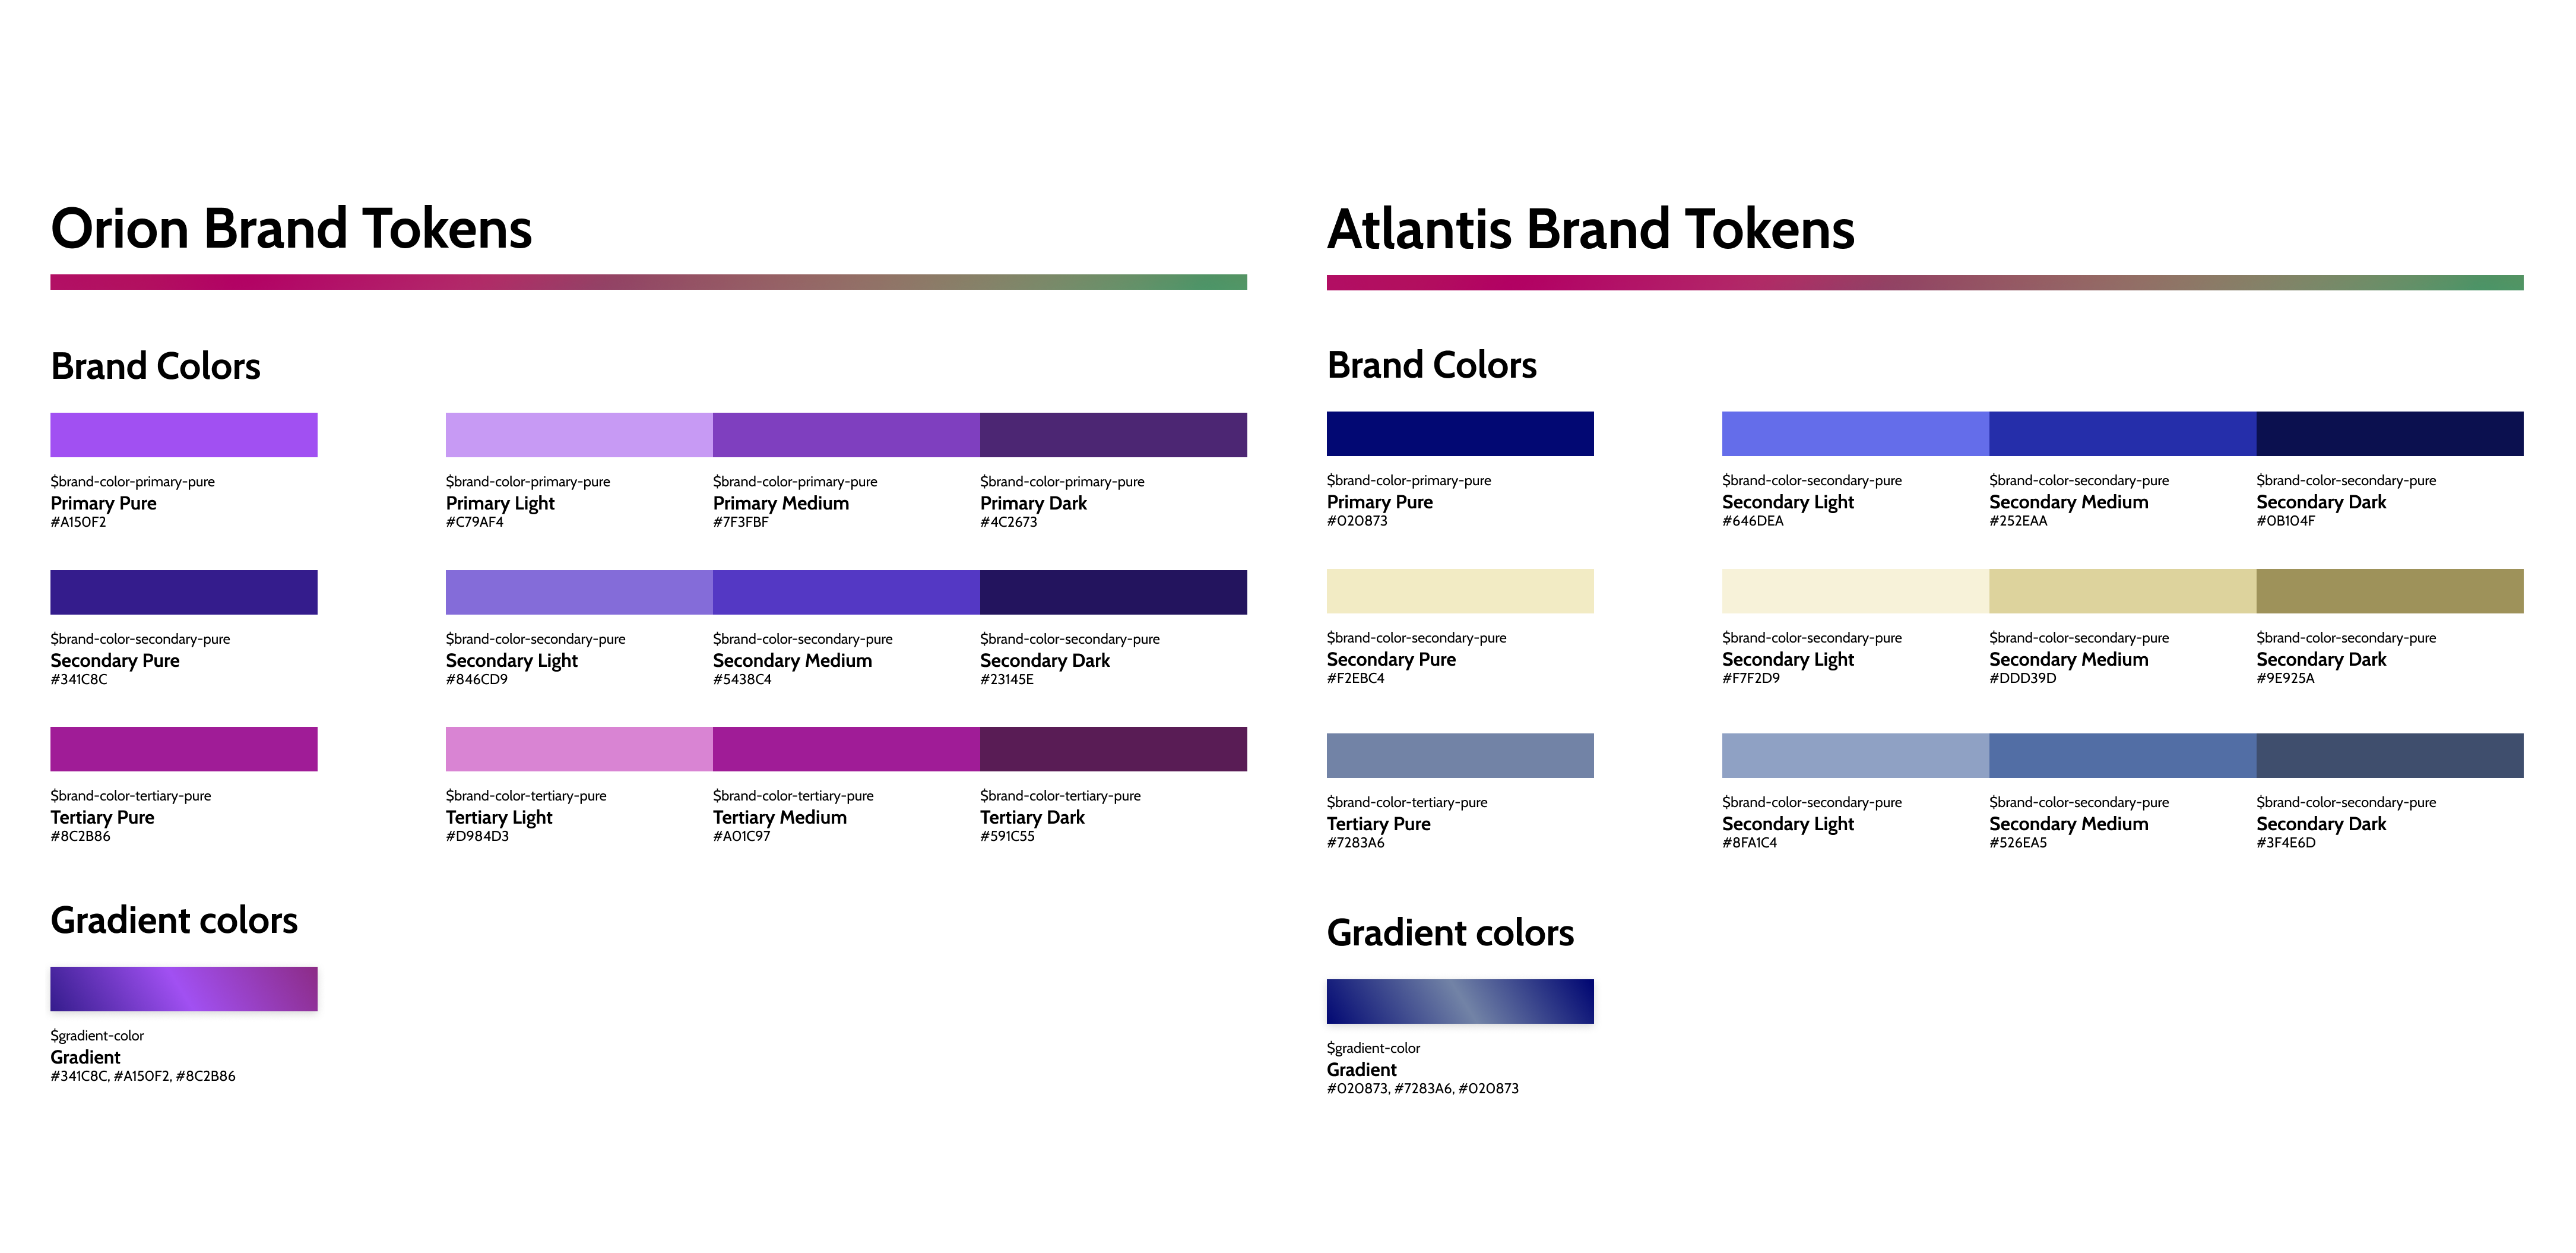 Orion Brand Tokens
Brand Colors
$brand-color-primary-pure
Primary Pure
#A150F2
$brand-color-primary-pure
Primary Light
#C79AF4
$brand-color-primary-pure
Primary Medium
#7F3FBF
$brand-color-primary-pure
Primary Dark
#4C2673
$brand-color-secondary-pure
Secondary Pure
#341C8C
$brand-color-secondary-pure
Secondary Light
#846CD9
$brand-color-secondary-pure
Secondary Medium
#5438C4
$brand-color-secondary-pure
Secondary Dark
#23145E
$brand-color-tertiary-pure
Tertiary Pure
#8C2B86
$brand-color-tertiary-pure
Tertiary Light
#D984D3
$brand-color-tertiary-pure
Tertiary Medium
#A01C97
$brand-color-tertiary-pure
Tertiary Dark
#591C55
Gradient colors
$gradient-color
Gradient
#341C8C, #A150F2, #8C2B86
Atlantis Brand Tokens
Brand Colors
$brand-color-primary-pure
Primary Pure
#020873
$brand-color-secondary-pure
Secondary Light
#646DEA
$brand-color-secondary-pure
Secondary Medium
#252EAA
$brand-color-secondary-pure
Secondary Dark
#0B104F
$brand-color-secondary-pure
Secondary Pure
#F2EBC4
$brand-color-secondary-pure
Secondary Light
#F7F2D9
$brand-color-secondary-pure
Secondary Medium
#DDD39D
$brand-color-secondary-pure
Secondary Dark
#9E925A
$brand-color-tertiary-pure
Tertiary Pure
#7283A6
$brand-color-secondary-pure
Secondary Light
#8FA1C4
$brand-color-secondary-pure
Secondary Medium
#526EA5
$brand-color-secondary-pure
Secondary Dark
#3F4E6D
Gradient colors
$gradient-color
Gradient
#020873, #7283A6, #020873